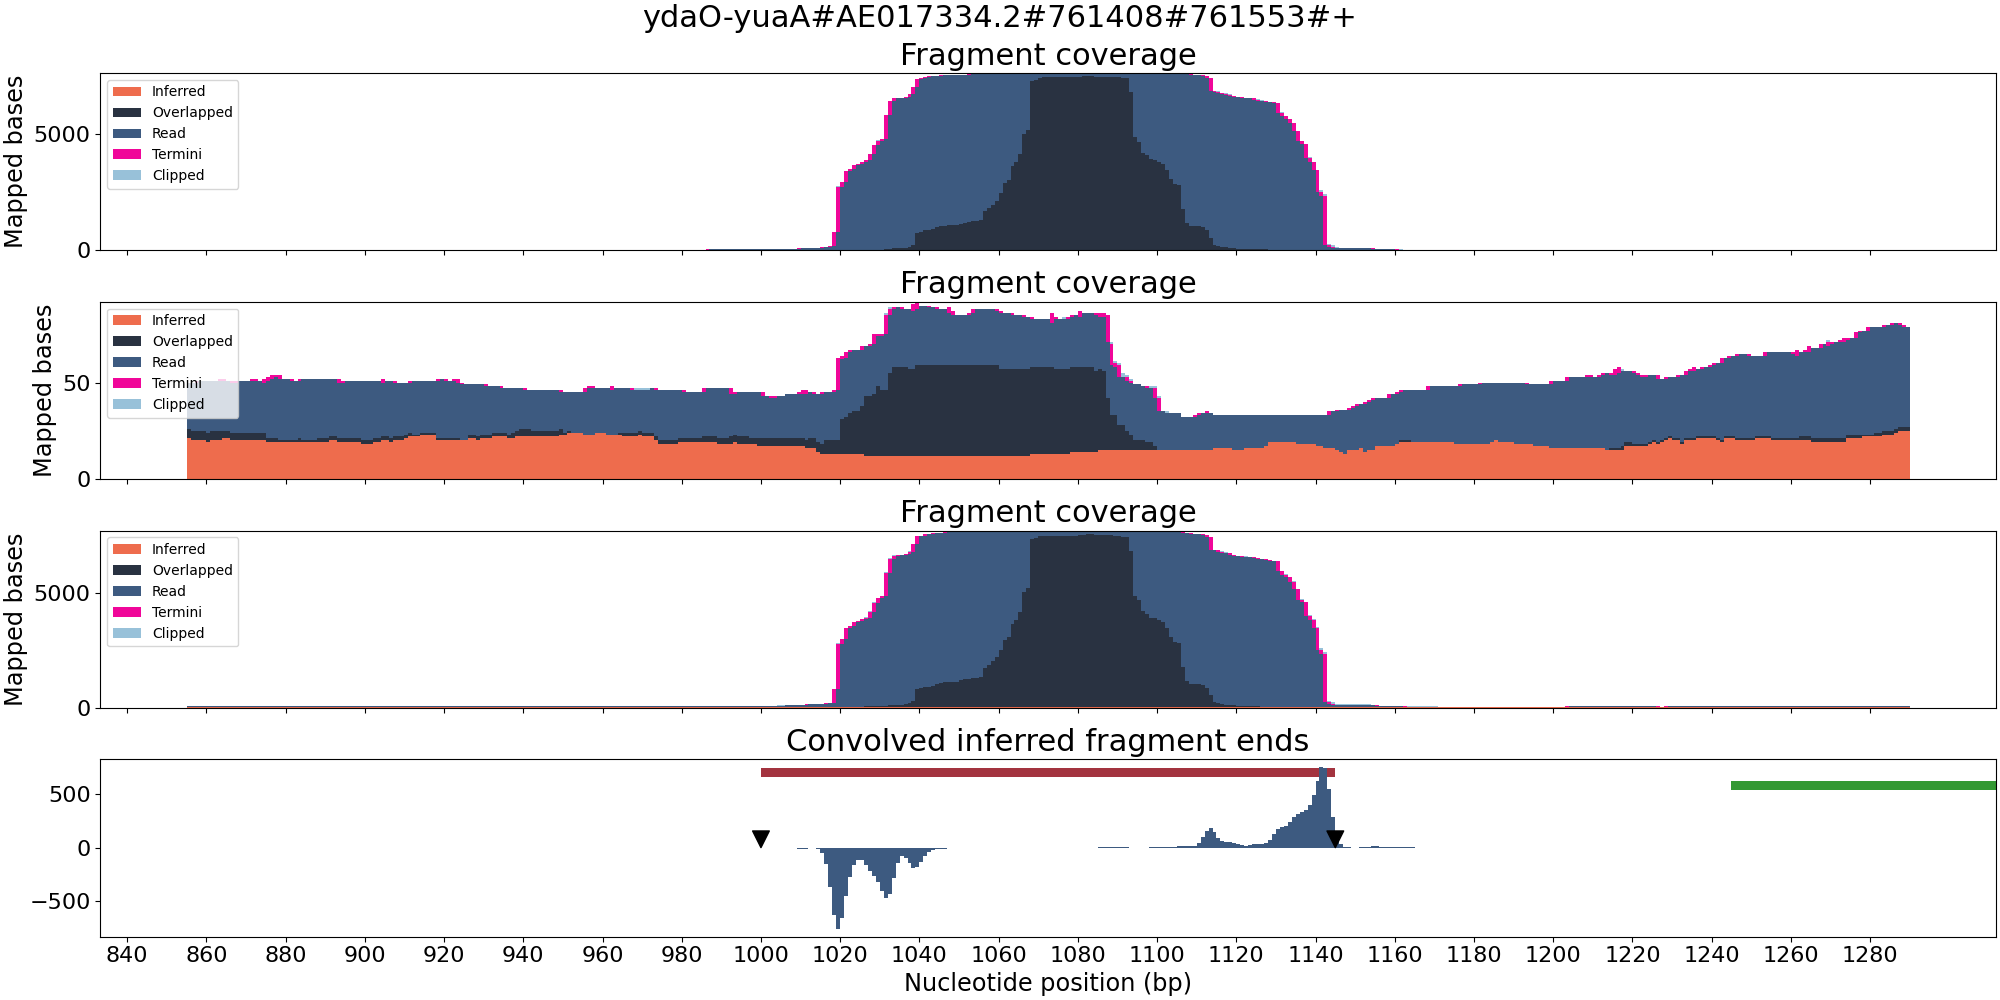 ydaO-yuaA#AE017334.2#761408#761553#+
Fragment coverage
Mapped bases
5000
0
Inferred
Overlapped
Read
Termini
Clipped
Fragment coverage
Mapped bases
50
0
Inferred
Overlapped
Read
Termini
Clipped
Fragment coverage
Mapped bases
5000
0
Inferred
Overlapped
Read
Termini
Clipped
Convolved inferred fragment ends
500
0
−500
840 860 880 900 920 940 960 980 1000 1020 1040 1060 1080 1100 1120 1140 1160 1180 1200 1220 1240 1260 1280
Nucleotide position (bp)